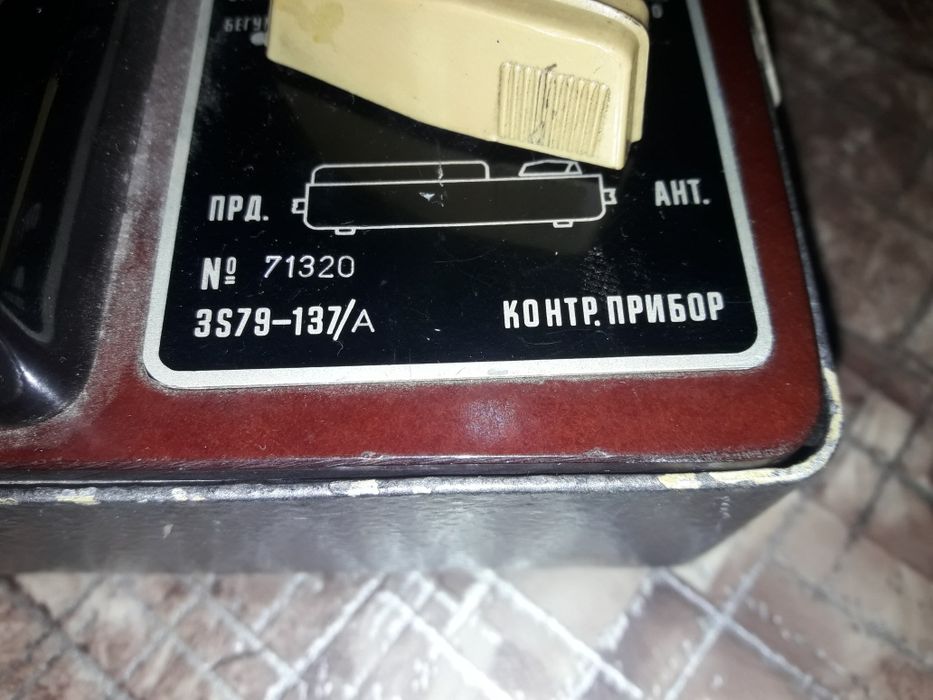 ПРД.
АНТ.
№ 71320
3S79-137/A
КОНТР. ПРИБОР